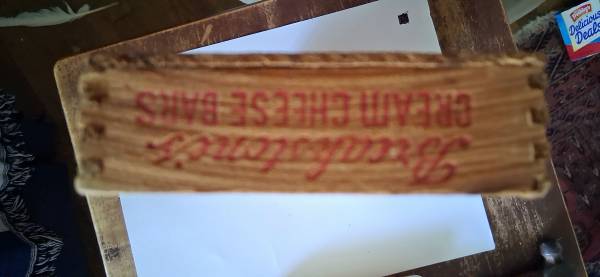 Breakstone's
CREAM CHEESE BARS
Delicious
Deals